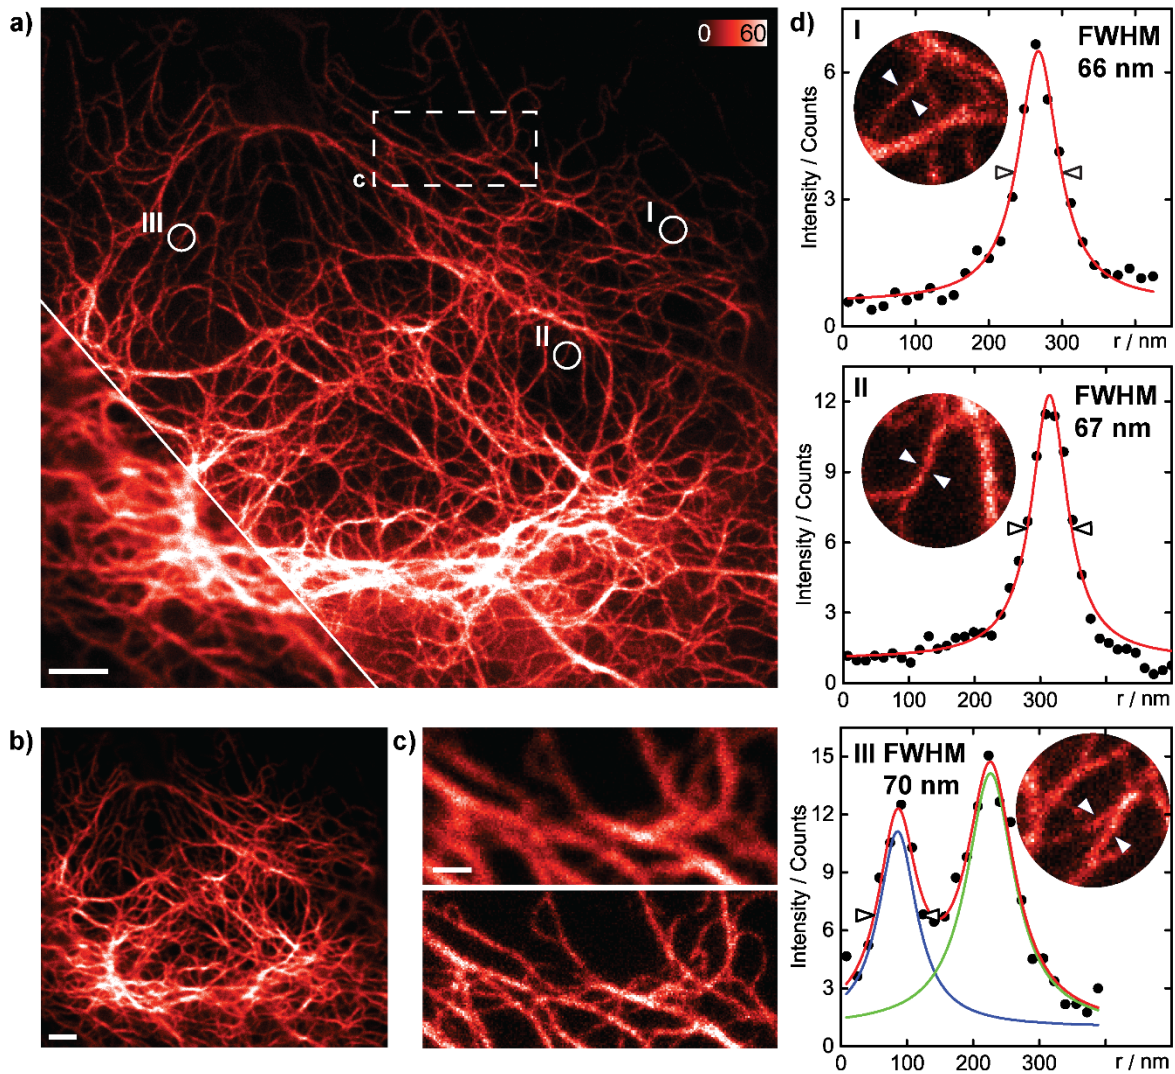 a)
0 60
c
I
II
III
b)
c)
d)
I
FWHM
66 nm
Intensity / Counts
6
3
0
0 100 200 300 400
r / nm
II
FWHM
67 nm
Intensity / Counts
12
9
6
3
0
0 100 200 300
r / nm
III FWHM
70 nm
Intensity / Counts
15
12
9
6
3
0
0 100 200 300
r / nm